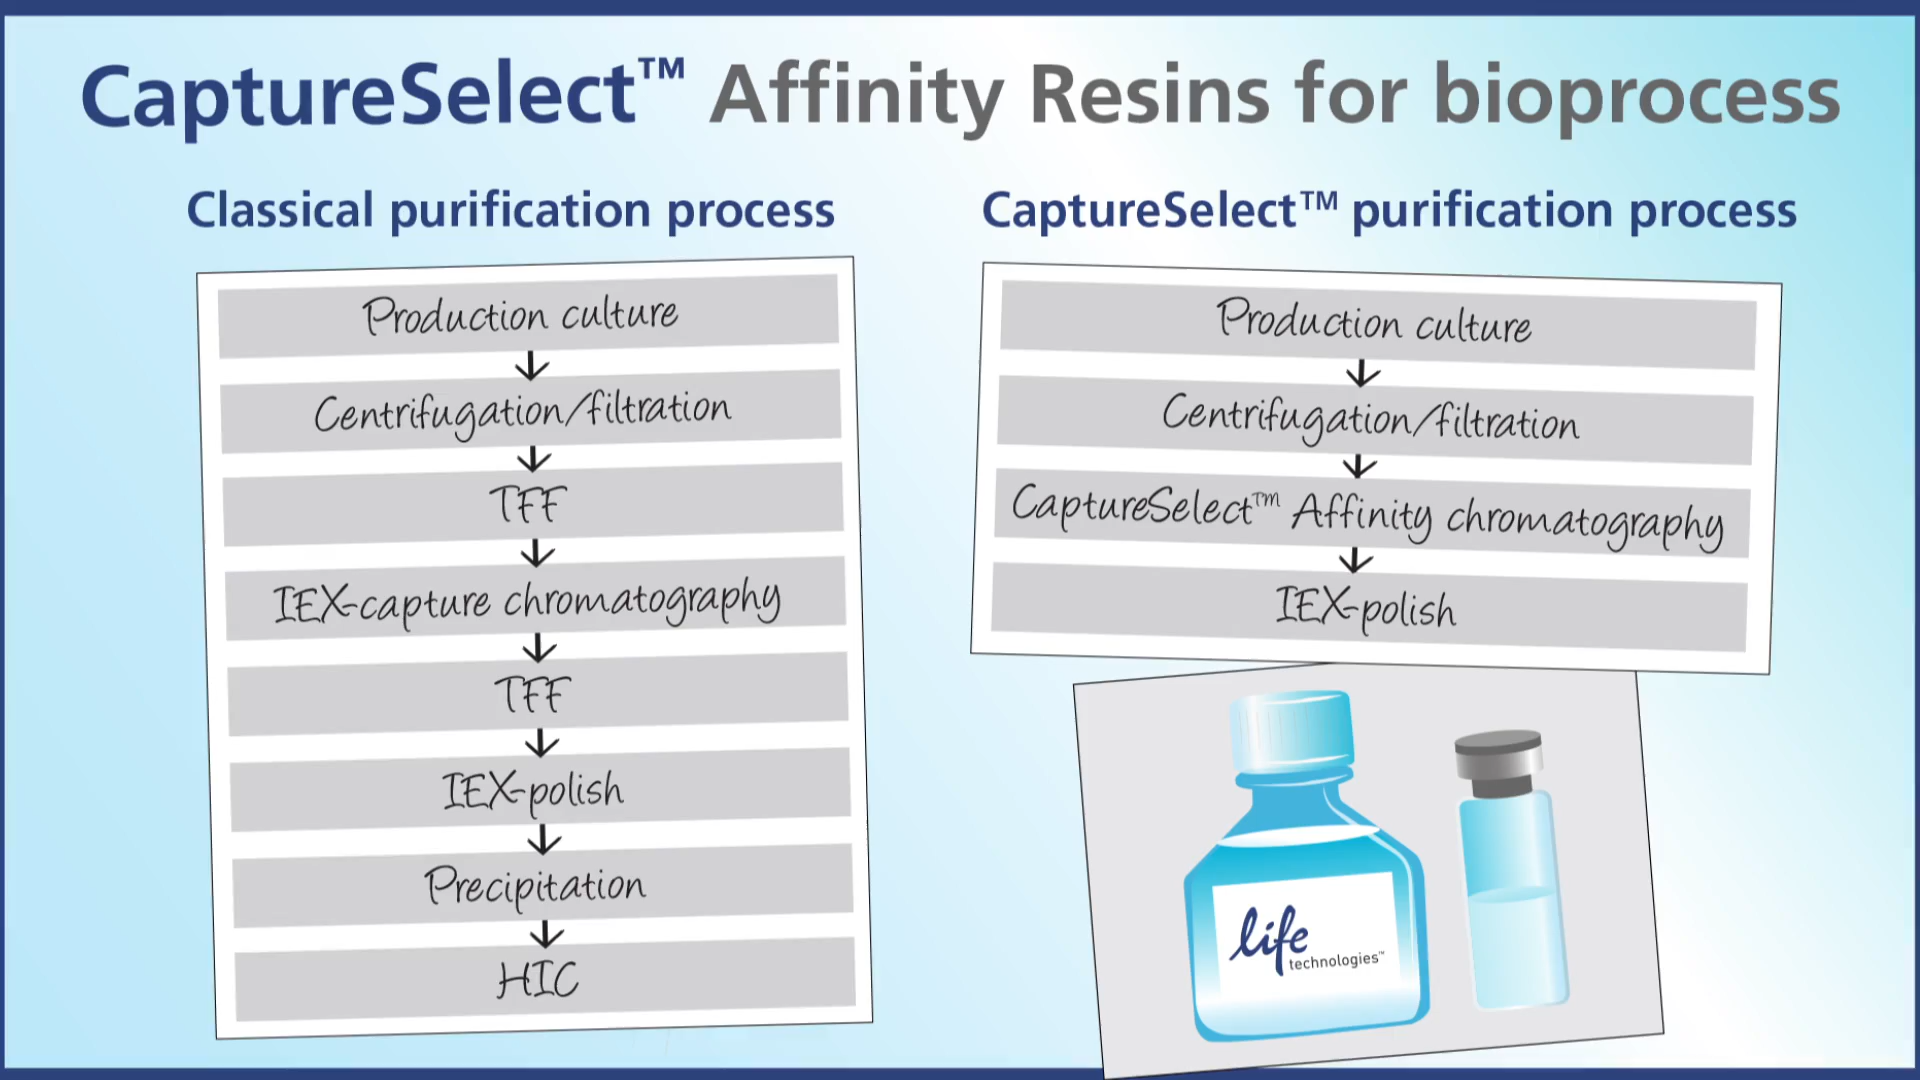 CaptureSelect™ Affinity Resins for bioprocess
Classical purification process
Production culture
Centrifugation/filtration
TFF
IEX-capture chromatography
TFF
IEX-polish
Precipitation
HIC
CaptureSelect™ purification process
Production culture
Centrifugation/filtration
CaptureSelect™ Affinity chromatography
IEX-polish
life
technologies™